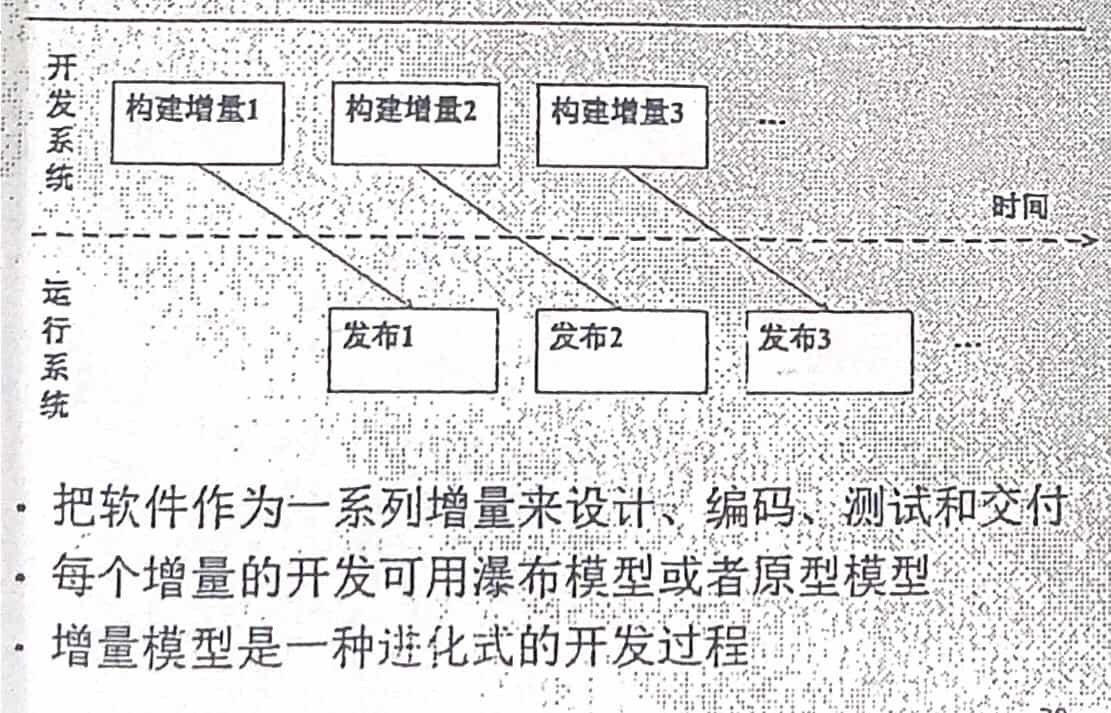 开发系统
构建增量1
构建增量2
构建增量3
...
时间
运行系统
发布1
发布2
发布3
...
把软件作为一系列增量来设计、编码、测试和交付
每个增量的开发可用瀑布模型或者原型模型
增量模型是一种进化式的开发过程